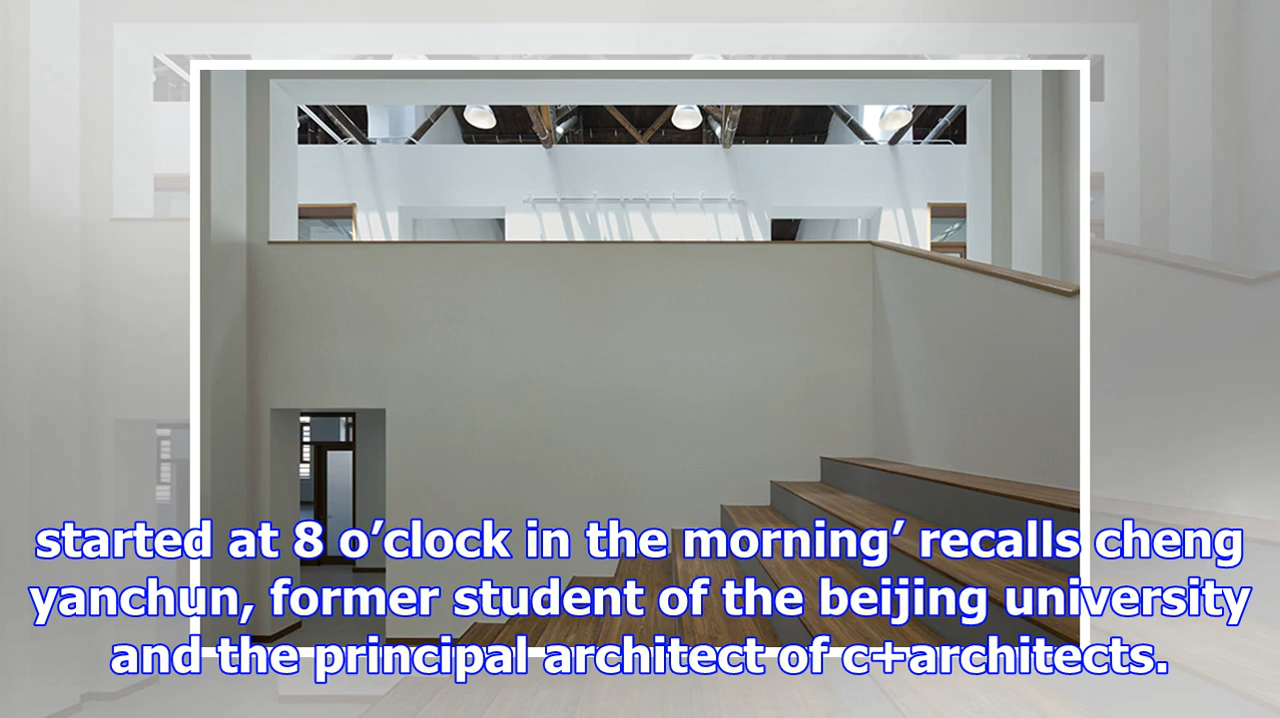 started at 8 o’clock in the morning’ recalls cheng
yanchun, former student of the beijing university
and the principal architect of c+architects.